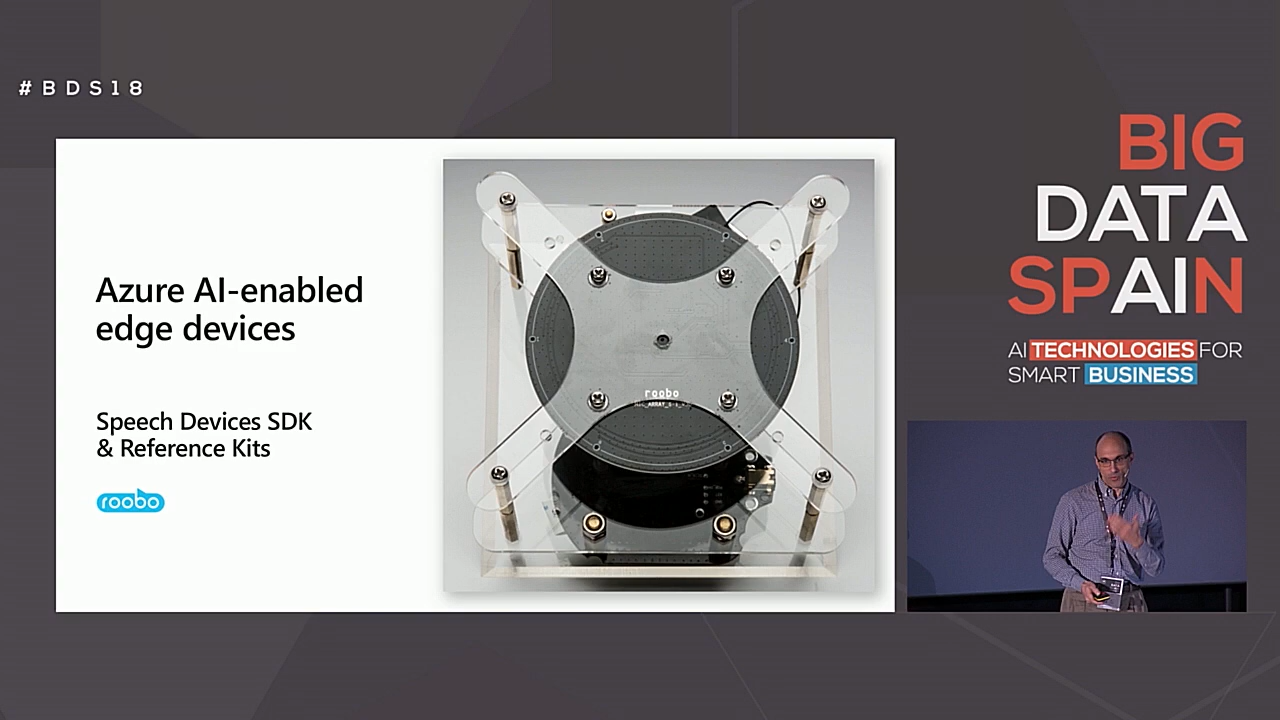 #BDS18
Azure AI-enabled
edge devices
Speech Devices SDK
& Reference Kits
roobo
roobo
BIG
DATA
SPAIN
AI TECHNOLOGIES FOR
SMART BUSINESS